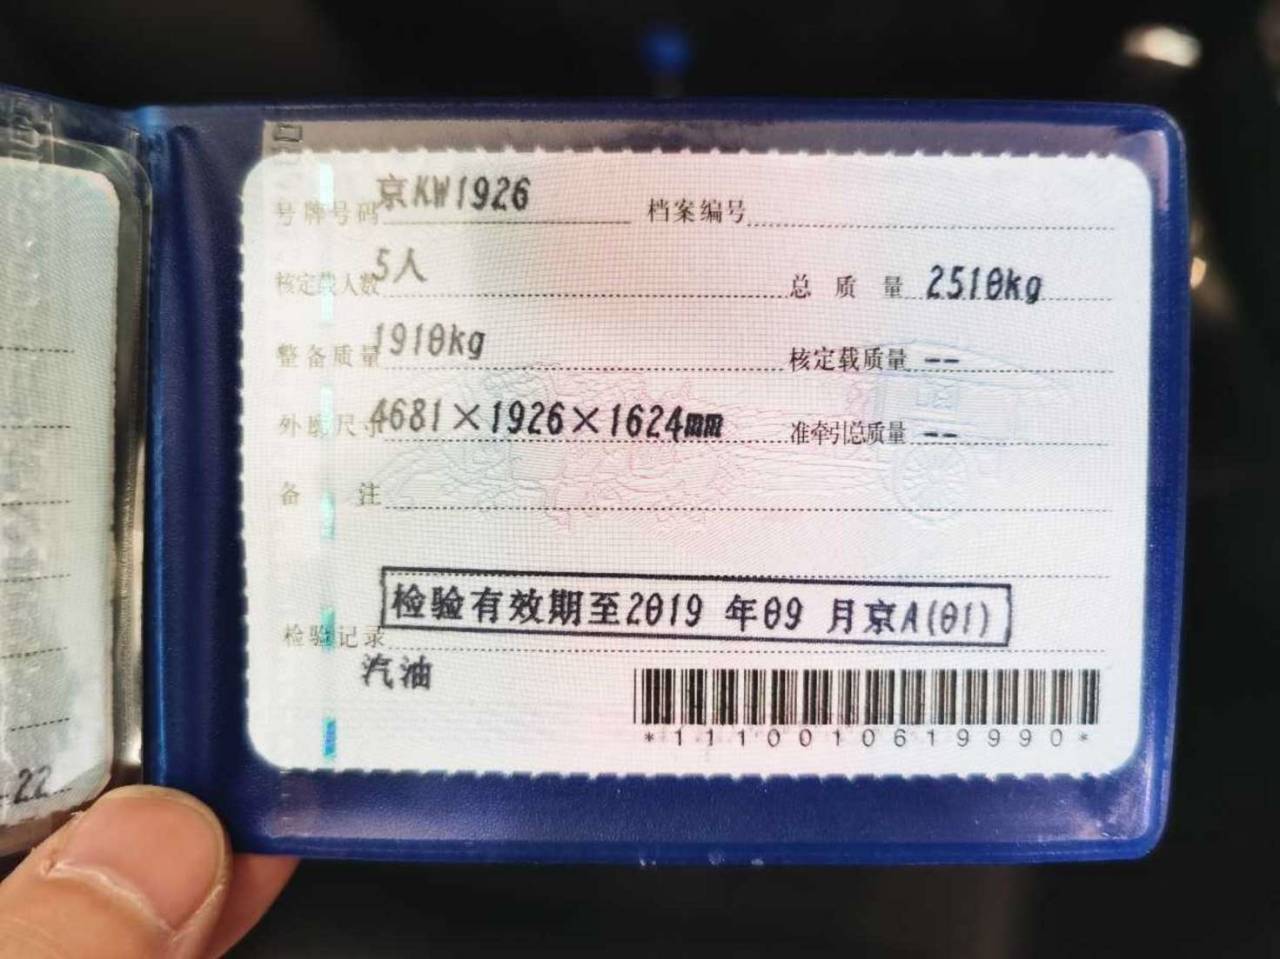 号牌号码 京KW1926 档案编号
核定载人数 5人 总质量 2510kg
整备质量 1910kg 核定载质量 --
外廓尺寸 4681×1926×1624mm 准牵引总质量 --
备注
检验有效期至2019 年09 月京A(01)
检验记录
汽油
*1110010619990*
-22